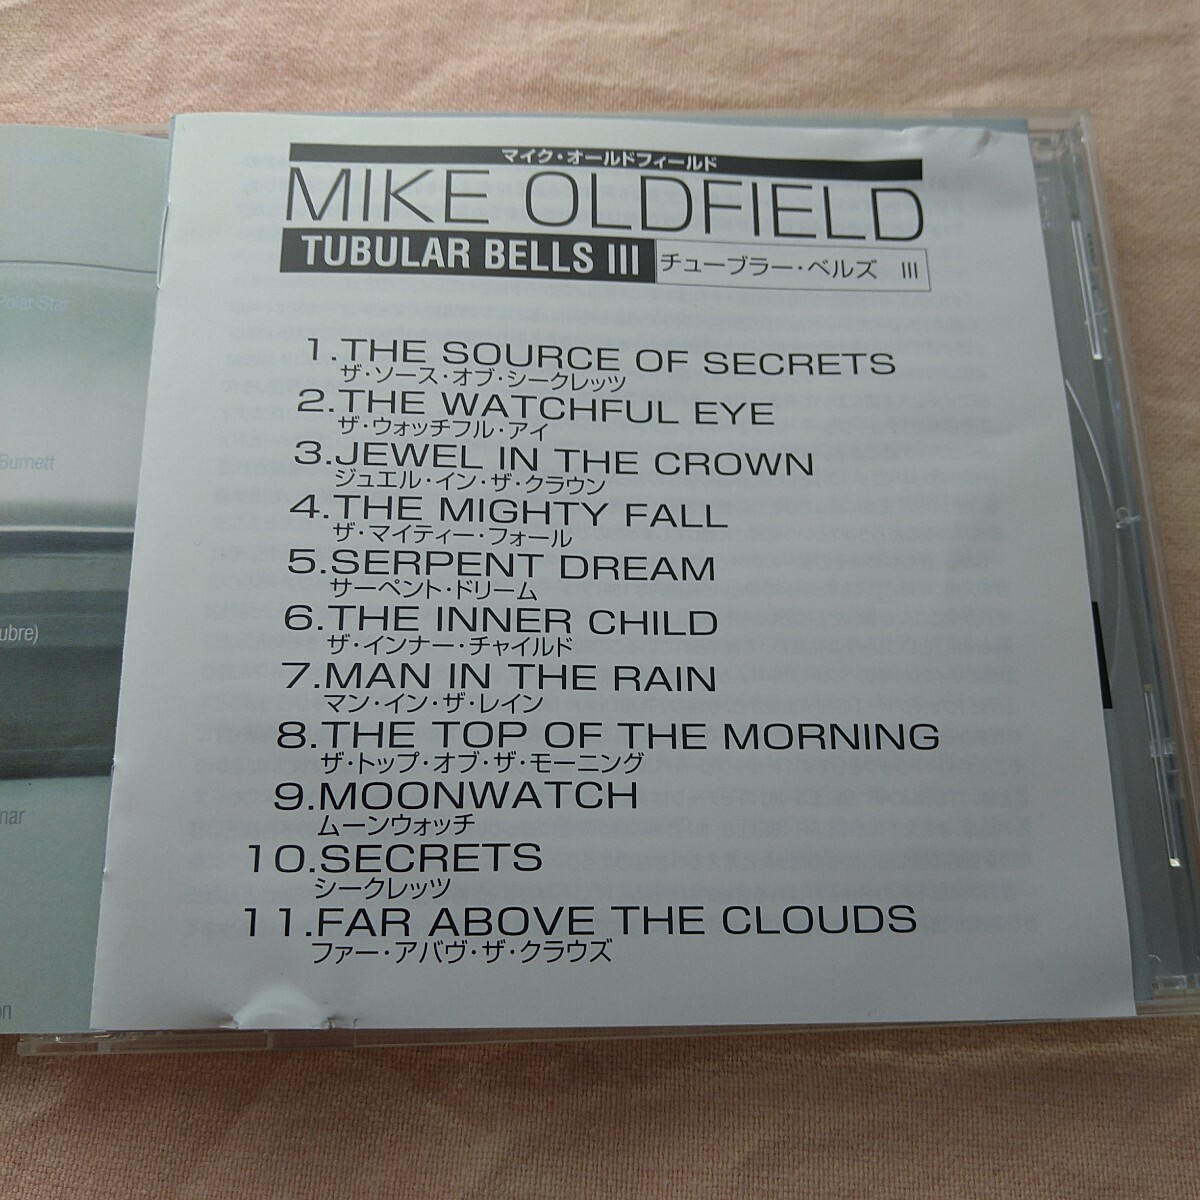 マイク・オールドフィールド
MIKE OLDFIELD
TUBULAR BELLS III
チューブラー・ベルズ III
1.THE SOURCE OF SECRETS
ザ・ソース・オブ・シークレッツ
2.THE WATCHFUL EYE
ザ・ウォッチフル・アイ
3.JEWEL IN THE CROWN
ジュエル・イン・ザ・クラウン
4.THE MIGHTY FALL
ザ・マイティー・フォール
5.SERPENT DREAM
サーペント・ドリーム
6.THE INNER CHILD
ザ・インナー・チャイルド
7.MAN IN THE RAIN
マン・イン・ザ・レイン
8.THE TOP OF THE MORNING
ザ・トップ・オブ・ザ・モーニング
9.MOONWATCH
ムーンウォッチ
10.SECRETS
シークレッツ
11.FAR ABOVE THE CLOUDS
ファー・アバヴ・ザ・クラウズ
Polar Star
Burnett
ubre)
nar
on